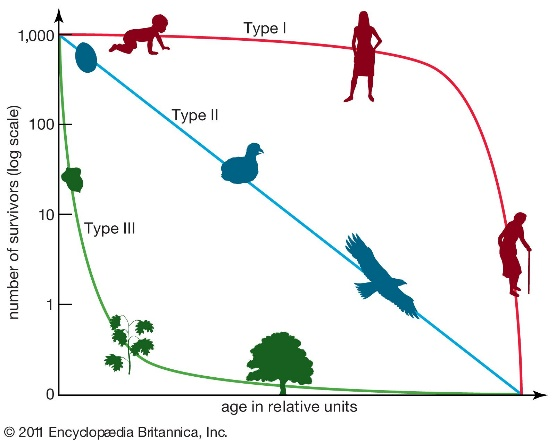 number of survivors (log scale)
1,000
100
10
1
0
Type I
Type II
Type III
age in relative units
© 2011 Encyclopædia Britannica, Inc.